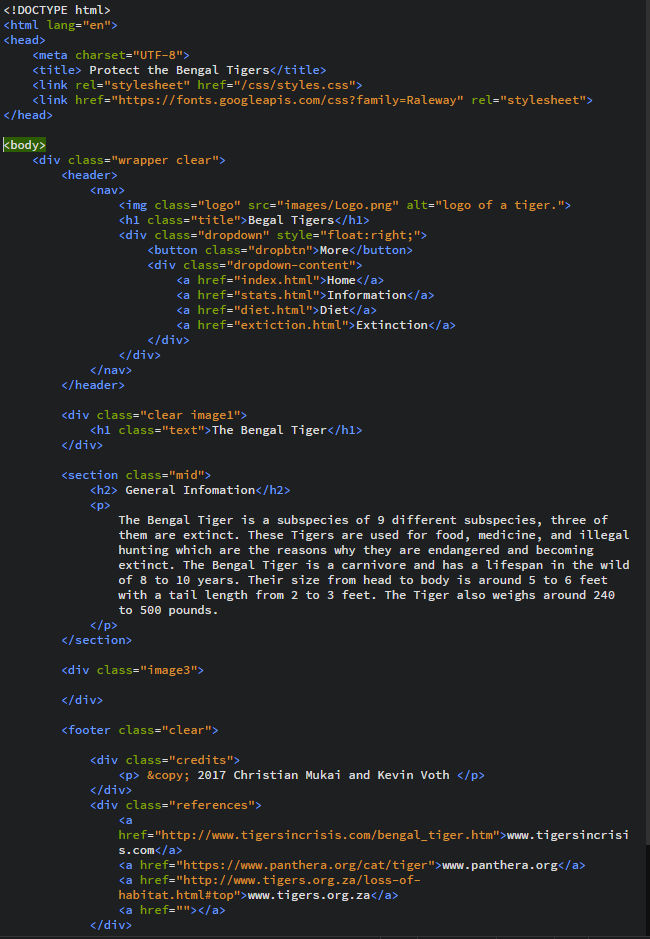 <!DOCTYPE html>
<html lang="en">
<head>
    <meta charset="UTF-8">
    <title> Protect the Bengal Tigers</title>
    <link rel="stylesheet" href="/css/styles.css">
    <link href="https://fonts.googleapis.com/css?family=Raleway" rel="stylesheet">
</head>

<body>
    <div class="wrapper clear">
        <header>
            <nav>
                <img class="logo" src="images/Logo.png" alt="logo of a tiger.">
                <h1 class="title">Begal Tigers</h1>
                <div class="dropdown" style="float:right;">
                    <button class="dropbtn">More</button>
                    <div class="dropdown-content">
                        <a href="index.html">Home</a>
                        <a href="stats.html">Information</a>
                        <a href="diet.html">Diet</a>
                        <a href="extiction.html">Extinction</a>
                    </div>
                </div>
            </nav>
        </header>

        <div class="clear image1">
            <h1 class="text">The Bengal Tiger</h1>
        </div>

        <section class="mid">
            <h2> General Infomation</h2>
            <p>
                The Bengal Tiger is a subspecies of 9 different subspecies, three of
                them are extinct. These Tigers are used for food, medicine, and illegal
                hunting which are the reasons why they are endangered and becoming
                extinct. The Bengal Tiger is a carnivore and has a lifespan in the wild
                of 8 to 10 years. Their size from head to body is around 5 to 6 feet
                with a tail length from 2 to 3 feet. The Tiger also weighs around 240
                to 500 pounds.
            </p>
        </section>

        <div class="image3">

        </div>

        <footer class="clear">

            <div class="credits">
                <p> &copy; 2017 Christian Mukai and Kevin Voth </p>
            </div>
            <div class="references">
                <a
                href="http://www.tigersincrisis.com/bengal_tiger.htm">www.tigersincrisi
                s.com</a>
                <a href="https://www.panthera.org/cat/tiger">www.panthera.org</a>
                <a href="http://www.tigers.org.za/loss-of-
                habitat.html#top">www.tigers.org.za</a>
                <a href=""></a>
            </div>